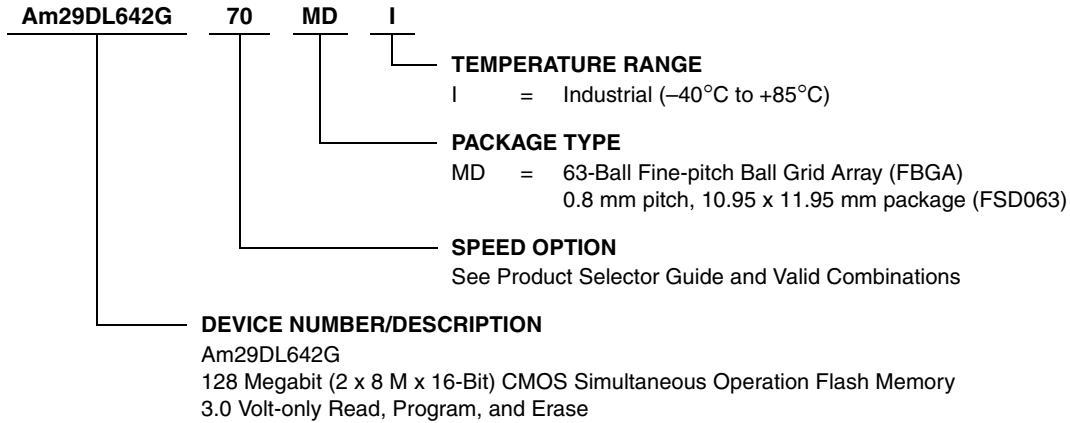 Am29DL642G 70 MD I
TEMPERATURE RANGE
I = Industrial (–40°C to +85°C)
PACKAGE TYPE
MD = 63-Ball Fine-pitch Ball Grid Array (FBGA)
0.8 mm pitch, 10.95 x 11.95 mm package (FSD063)
SPEED OPTION
See Product Selector Guide and Valid Combinations
DEVICE NUMBER/DESCRIPTION
Am29DL642G
128 Megabit (2 x 8 M x 16-Bit) CMOS Simultaneous Operation Flash Memory
3.0 Volt-only Read, Program, and Erase